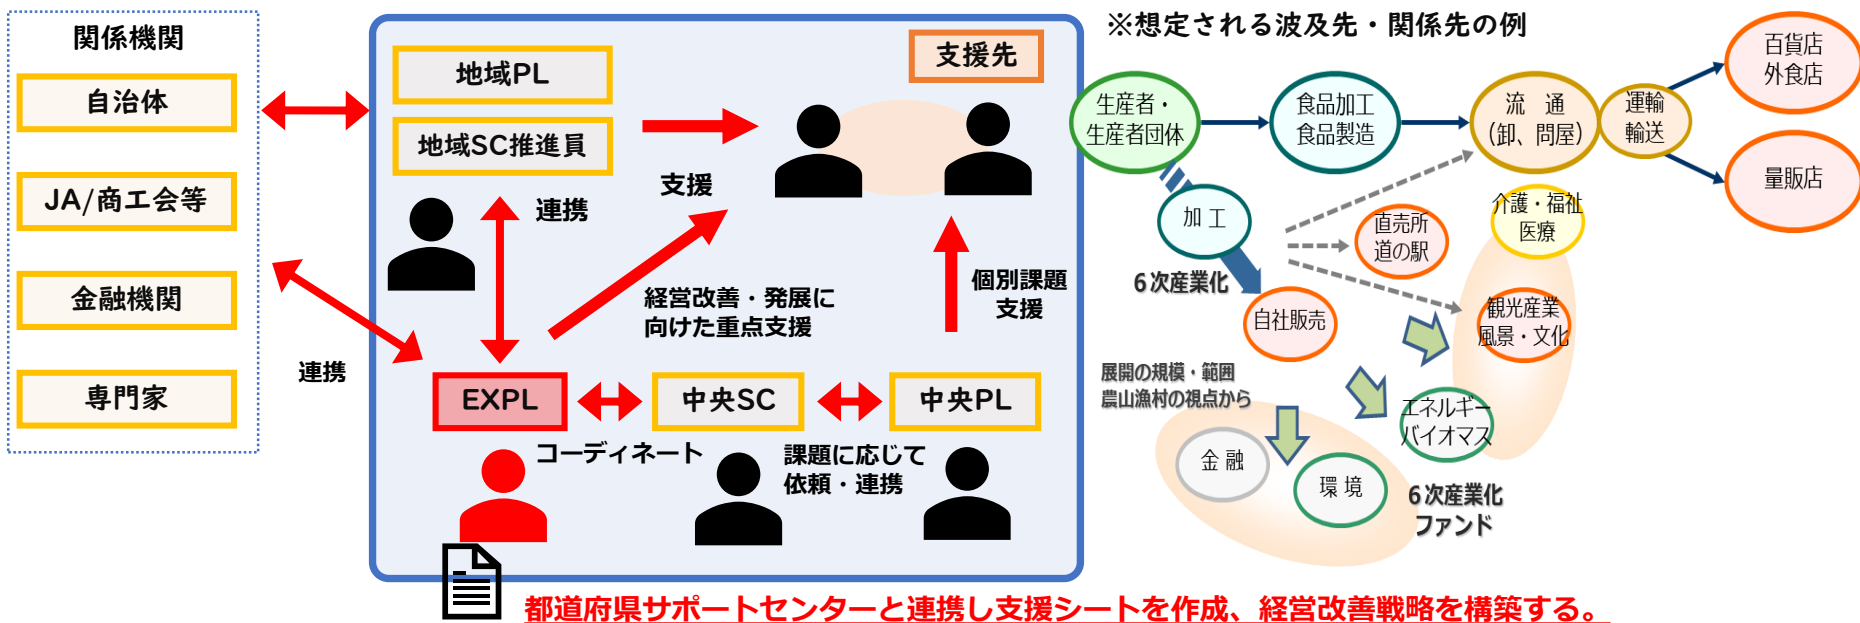 関係機関
自治体
JA/商工会等
金融機関
専門家
連携
地域PL
地域SC推進員
支援先
支援
連携
経営改善・発展に
向けた重点支援
個別課題
支援
EXPL
中央SC
中央PL
コーディネート
課題に応じて
依頼・連携
※想定される波及先・関係先の例
生産者・
生産者団体
食品加工
食品製造
流　通
(卸、問屋)
運輸
輸送
百貨店
外食店
量販店
加 工
6次産業化
自社販売
直売所
道の駅
介護・福祉
医療
観光産業
風景・文化
展開の規模・範囲
農山漁村の視点から
エネルギー
バイオマス
金 融
環 境
6次産業化
ファンド
都道府県サポートセンターと連携し支援シートを作成、経営改善戦略を構築する。